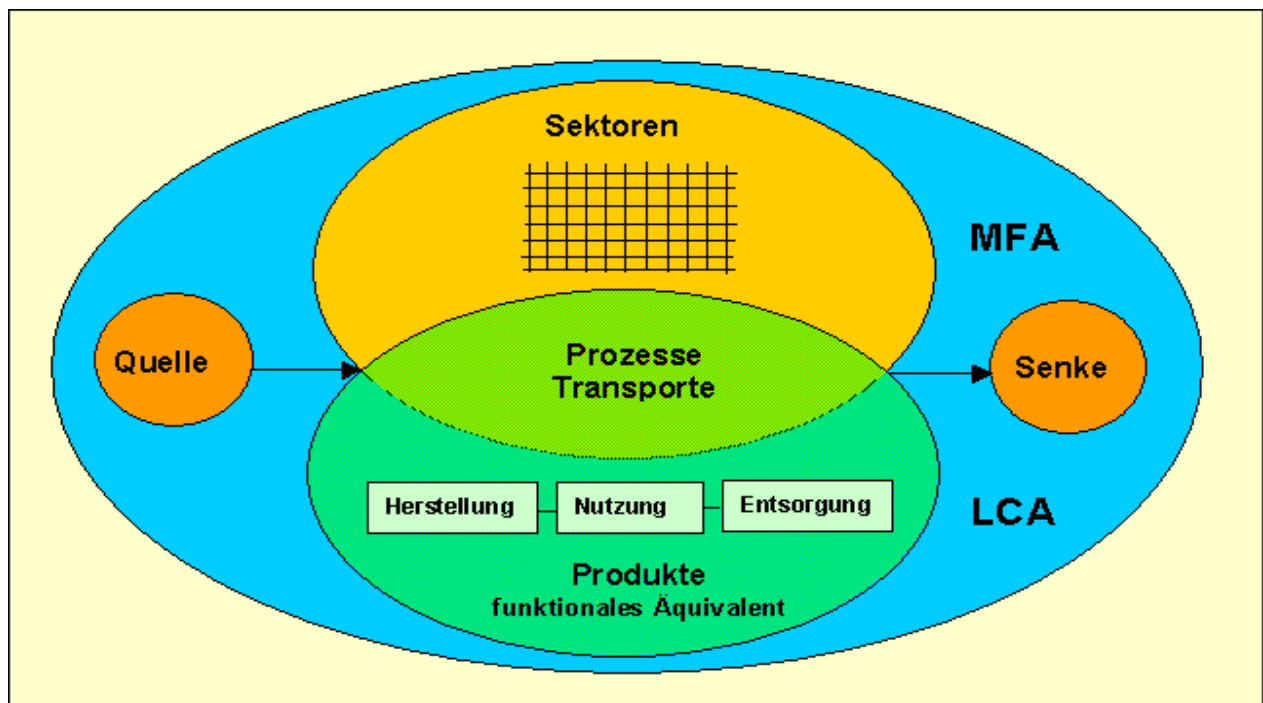 Sektoren
MFA
Quelle
Prozesse
Transporte
Senke
Herstellung
Nutzung
Entsorgung
LCA
Produkte
funktionales Äquivalent